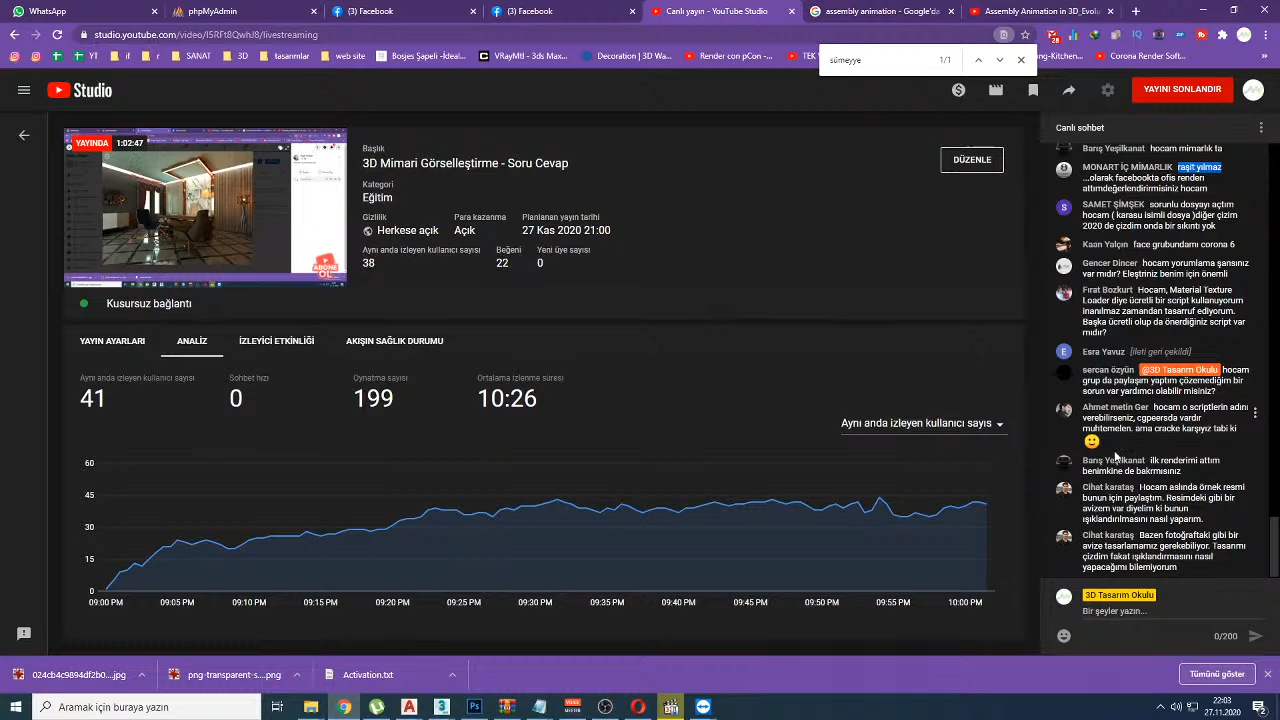 WhatsApp
phpMyAdmin
(3) Facebook
(3) Facebook
Canlı yayın - YouTube Studio
assembly animation - Google'da
Assembly Animation in 3D Evolu
studio.youtube.com/video/I5RFt8QwhJ8/livestreaming
if
r
SANAT
3D
tasarımlar
web site
Boğos Şaşeli -İdeal...
VRayMtl - 3ds Max...
Decoration | 3D Wa...
Render con pCon -...
TEK
-Kitchen...
Corona Render Sof...
sümeyye
1/1
Studio
YAYINI SONLANDIR
YAYINDA
1:02:47
ABONE OL
Başlık
3D Mimari Görselleştirme - Soru Cevap
DÜZENLE
Kategori
Eğitim
Gizlilik
Para kazanma
Planlanan yayın tarihi
Herkese açık
Açık
27 Kas 2020 21:00
Aynı anda izleyen kullanıcı sayısı
Beğeni
Yeni üye sayısı
38
22
0
Kusursuz bağlantı
YAYIN AYARLARI
ANALİZ
İZLEYİCİ ETKİNLİĞİ
AKIŞIN SAĞLIK DURUMU
Aynı anda izleyen kullanıcı sayısı
Sohbet hızı
Oynatma sayısı
Ortalama izlenme süresi
41
0
199
10:26
Aynı anda izleyen kullanıcı sayısı
60
45
30
15
0
09:00 PM
09:05 PM
09:10 PM
09:15 PM
09:20 PM
09:25 PM
09:30 PM
09:35 PM
09:40 PM
09:45 PM
09:50 PM
09:55 PM
10:00 PM
Canlı sohbet
Barış Yeşilkanat hocam mimarlık ta
MONART İÇ MİMARLIK raşit yılmaz
...olarak facebookta ofis renderi
attımdeğerlendirirmisiniz hocam
SAMET ŞİMŞEK sorunlu dosyayı açtım
hocam ( karasu isimli dosya )diğer çizim
2020 de çizdim onda bir sıkıntı yok
Kaan Yalçın face grubundamı corona 6
Gencer Dincer hocam yorumlama şansınız
var mıdır? Eleştiriniz benim için önemli
Fırat Bozkurt Hocam, Material Texture
Loader diye ücretli bir script kullanıyorum
İnanılmaz zamandan tasarruf ediyorum.
Başka ücretli olup da önerdiğiniz script var
mıdır?
Esra Yavuz [ileti geri çekildi]
sercan özyün @3D Tasarım Okulu hocam
grup da paylaşım yaptım çözemediğim bir
sorun var yardımcı olabilir misiniz?
Ahmet metin Ger hocam o scriptlerin adını
verebilirseniz, cgpeersda vardır
muhtemelen. ama cracke karşıyız tabi ki
Barış Yeşilkanat ilk renderimi attım
benimkine de bakrmısınız
Cihat karataş Hocam aslında örnek resmi
bunun için paylaştım. Resimdeki gibi bir
avizem var diyelim ki bunun
ışıklandırılmasını nasıl yaparım.
Cihat karataş Bazen fotoğraftaki gibi bir
avize tasarlamamız gerekebiliyor. Tasarımı
çizdim fakat ışıklandırmasını nasıl
yapacağımı bilemiyorum
3D Tasarım Okulu
Bir şeyler yazın...
0/200
024cb4c9894df2b0....jpg
png-transparent-s....png
Activation.txt
Tümünü göster
Aramak için buraya yazın
22:03
27.11.2020